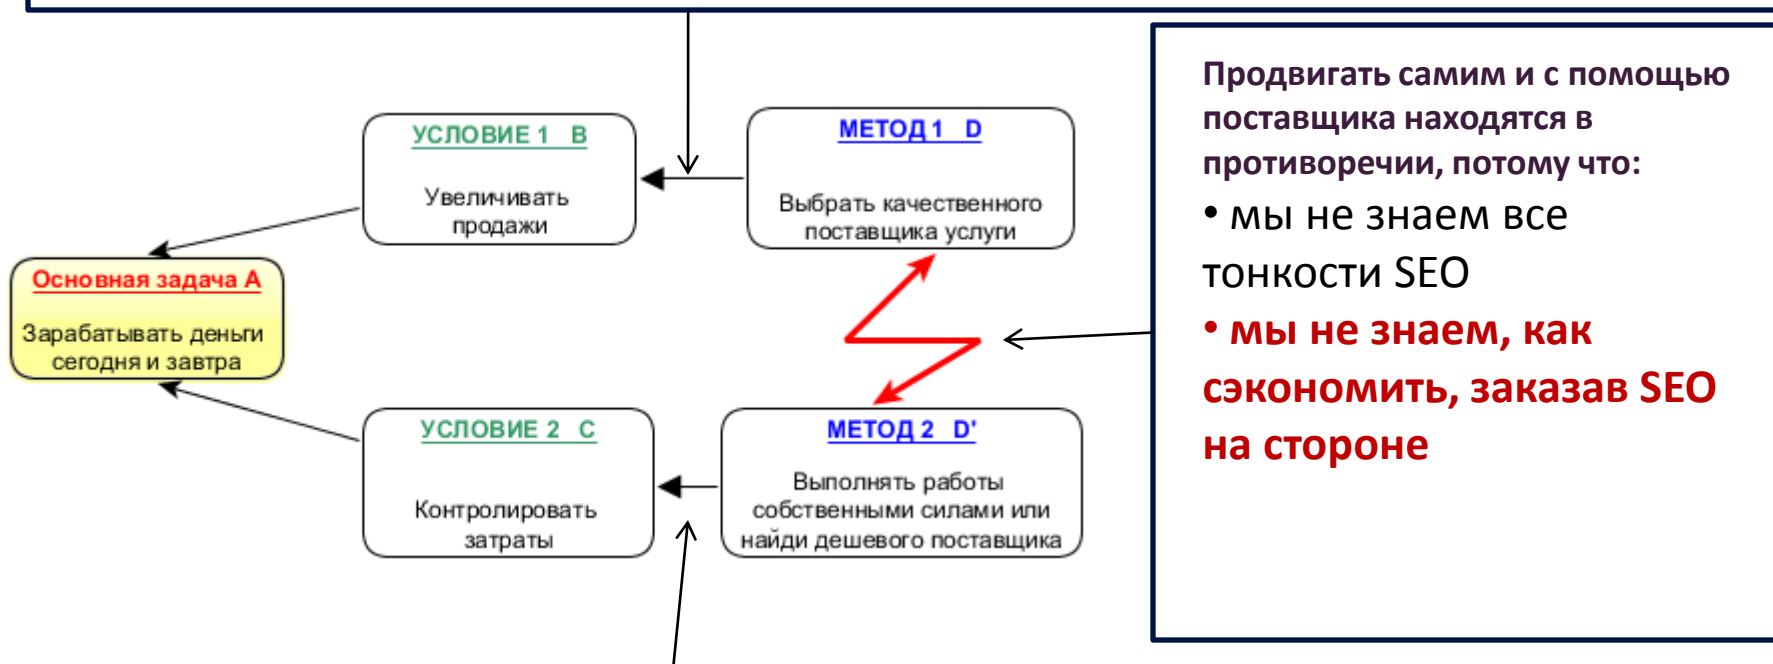 УСЛОВИЕ 1 B
Увеличивать
продажи
МЕТОД 1 D
Выбрать качественного
поставщика услуги
Основная задача A
Зарабатывать деньги
сегодня и завтра
УСЛОВИЕ 2 C
Контролировать
затраты
МЕТОД 2 D'
Выполнять работы
собственными силами или
найди дешевого поставщика
Продвигать самим и с помощью
поставщика находятся в
противоречии, потому что:
• мы не знаем все
тонкости SEO
• мы не знаем, как
сэкономить, заказав SEO
на стороне